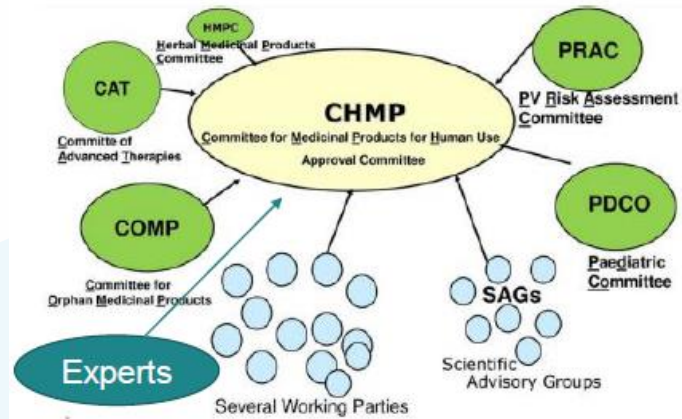 HMPC
Herbal Medicinal Products
Committee
PRAC
CAT
CHMP
PV Risk Assessment
Committee
Committee for Medicinal Products for Human Use
Committe of
Advanced Therapies
Approval Committee
COMP
PDCO
Committee for
Orphan Medicinal Products
Paediatric
Committee
SAGs
Experts
Scientific
Advisory Groups
Several Working Parties